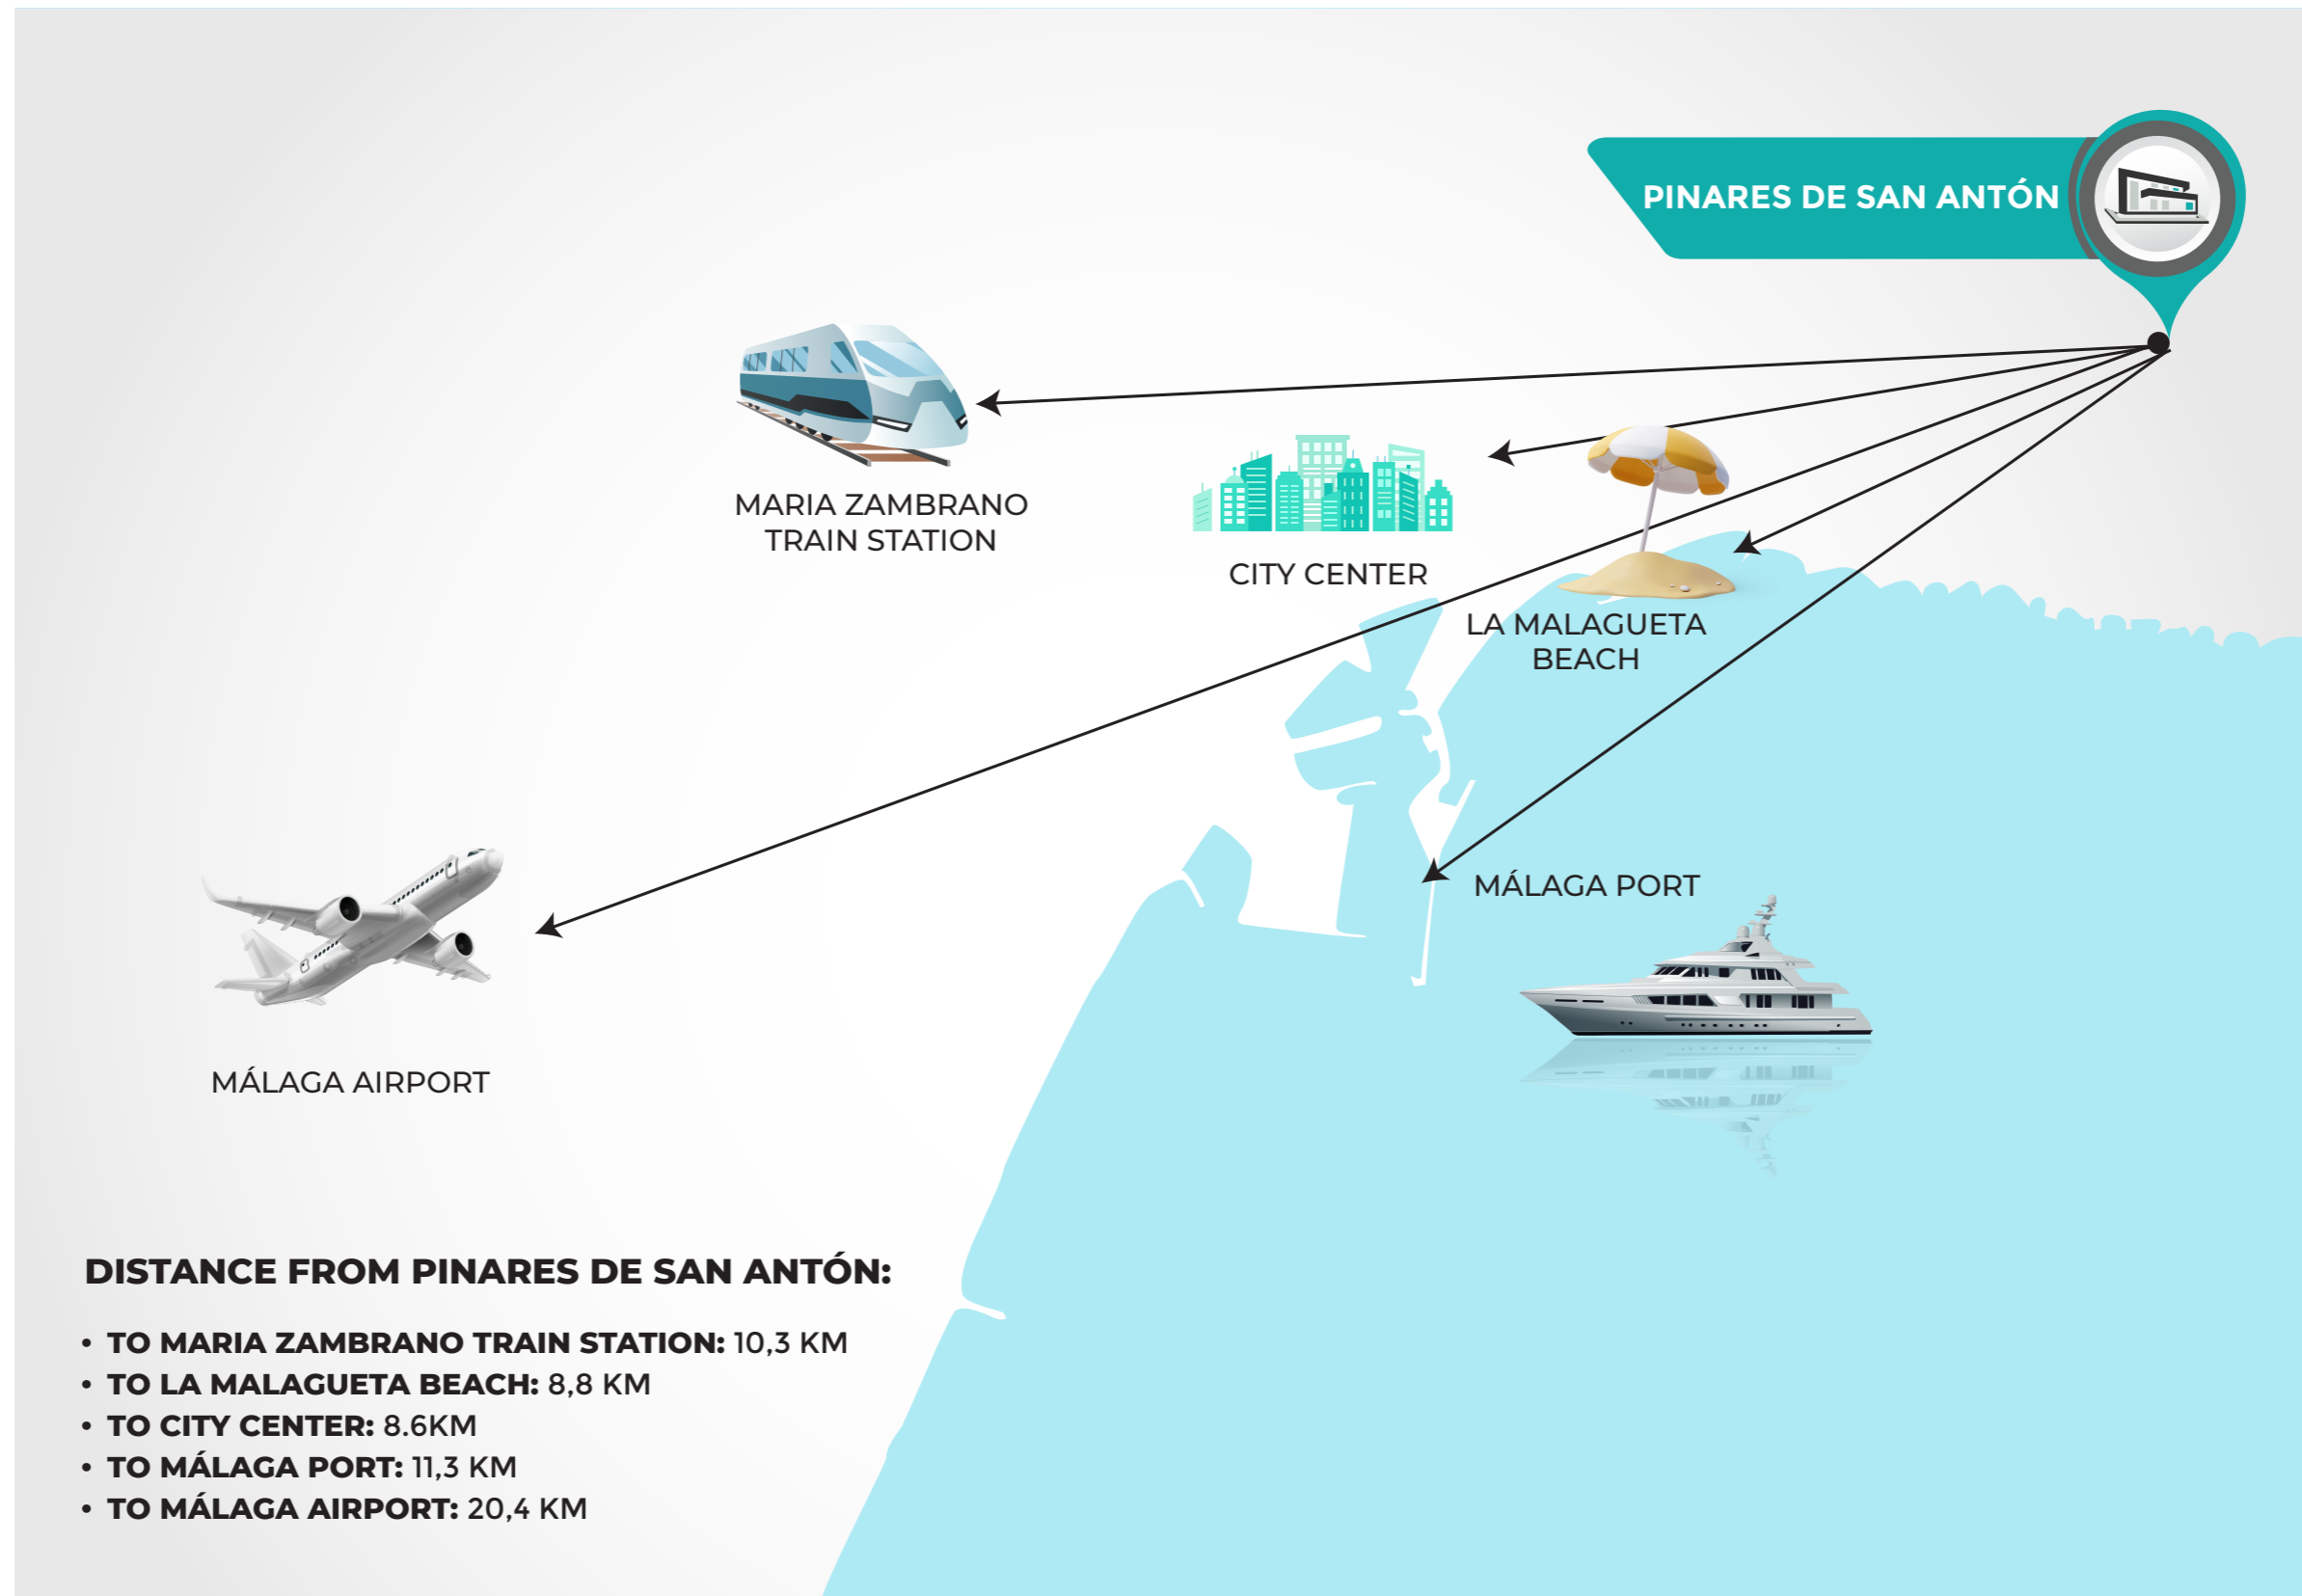 PINARES DE SAN ANTÓN
MARIA ZAMBRANO
TRAIN STATION
CITY CENTER
LA MALAGUETA
BEACH
MÁLAGA PORT
MÁLAGA AIRPORT
DISTANCE FROM PINARES DE SAN ANTÓN:
• TO MARIA ZAMBRANO TRAIN STATION: 10,3 KM
• TO LA MALAGUETA BEACH: 8,8 KM
• TO CITY CENTER: 8.6KM
• TO MÁLAGA PORT: 11,3 KM
• TO MÁLAGA AIRPORT: 20,4 KM